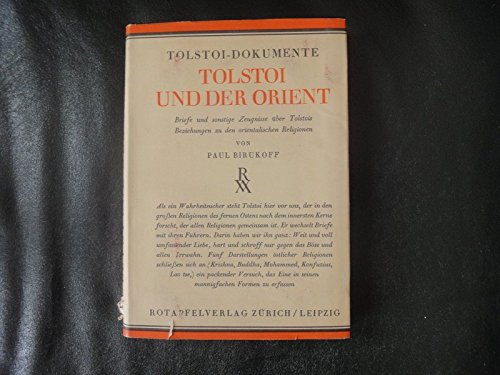 TOLSTOI-DOKUMENTE
TOLSTOI
UND DER ORIENT
Briefe und sonstige Zeugnisse über Tolstois
Beziehungen zu den orientalischen Religionen
VON
PAUL BIRUKOFF
R
Als ein Wahrheitsucher steht Tolstoi hier vor uns, der in den
großen Religionen das fernen Ostens nach dem innersten Kerne
forscht, der allen Religionen gemeinsam ist. Er wechselt Briefe
mit ihren Führern. Darin haben wir ihn ganz: Weit und voll
umfassender Liebe, hart und schroff nur gegen das Böse und
allen Irrwahn. Fünf Darstellungen östlicher Religionen
schließen sich an (Krishna, Buddha, Mohammed, Konfuzius,
Lao tse,) ein packender Versuch, das Eine in seinen
mannigfachen Formen zu erfassen
ROTAPFELVERLAG ZÜRICH/LEIPZIG